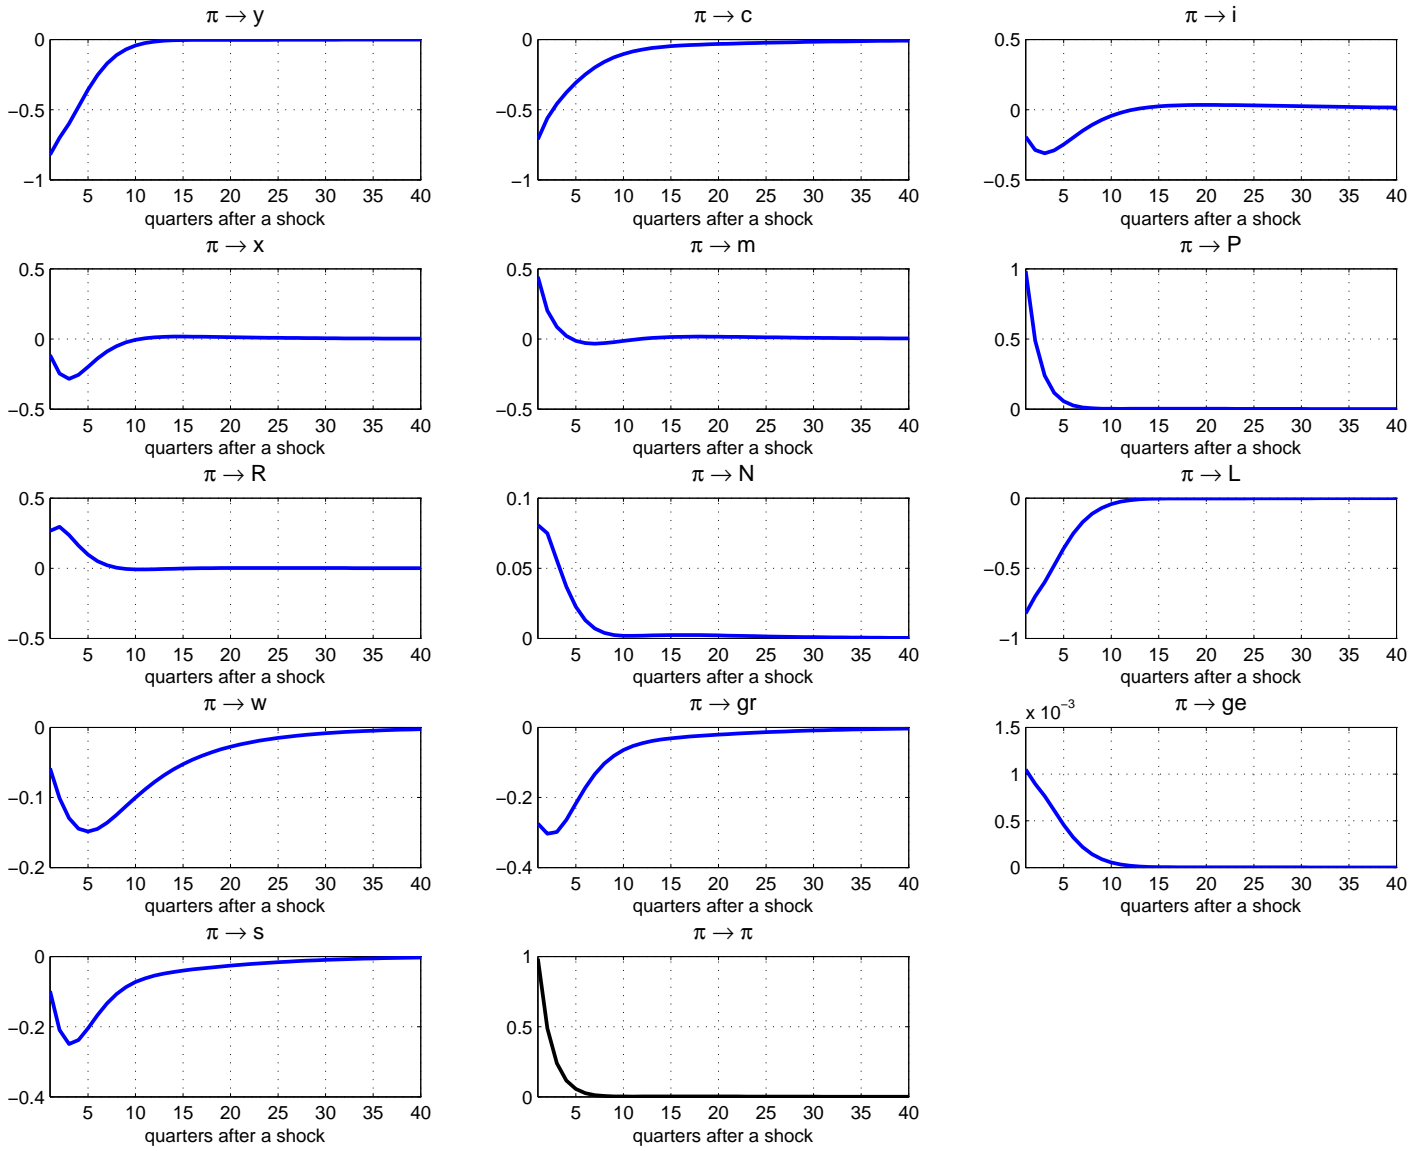 π → y
0
−0.5
−1
5 10 15 20 25 30 35 40
quarters after a shock
π → c
0
−0.5
−1
5 10 15 20 25 30 35 40
quarters after a shock
π → i
0.5
0
−0.5
5 10 15 20 25 30 35 40
quarters after a shock
π → x
0.5
0
−0.5
5 10 15 20 25 30 35 40
quarters after a shock
π → m
0.5
0
−0.5
5 10 15 20 25 30 35 40
quarters after a shock
π → P
1
0.5
0
5 10 15 20 25 30 35 40
quarters after a shock
π → R
0.5
0
−0.5
5 10 15 20 25 30 35 40
quarters after a shock
π → N
0.1
0.05
0
5 10 15 20 25 30 35 40
quarters after a shock
π → L
0
−0.5
−1
5 10 15 20 25 30 35 40
quarters after a shock
π → w
0
−0.1
−0.2
5 10 15 20 25 30 35 40
quarters after a shock
π → gr
0
−0.2
−0.4
5 10 15 20 25 30 35 40
quarters after a shock
π → ge
x 10⁻³
1.5
1
0.5
0
5 10 15 20 25 30 35 40
quarters after a shock
π → s
0
−0.2
−0.4
5 10 15 20 25 30 35 40
quarters after a shock
π → π
1
0.5
0
5 10 15 20 25 30 35 40
quarters after a shock